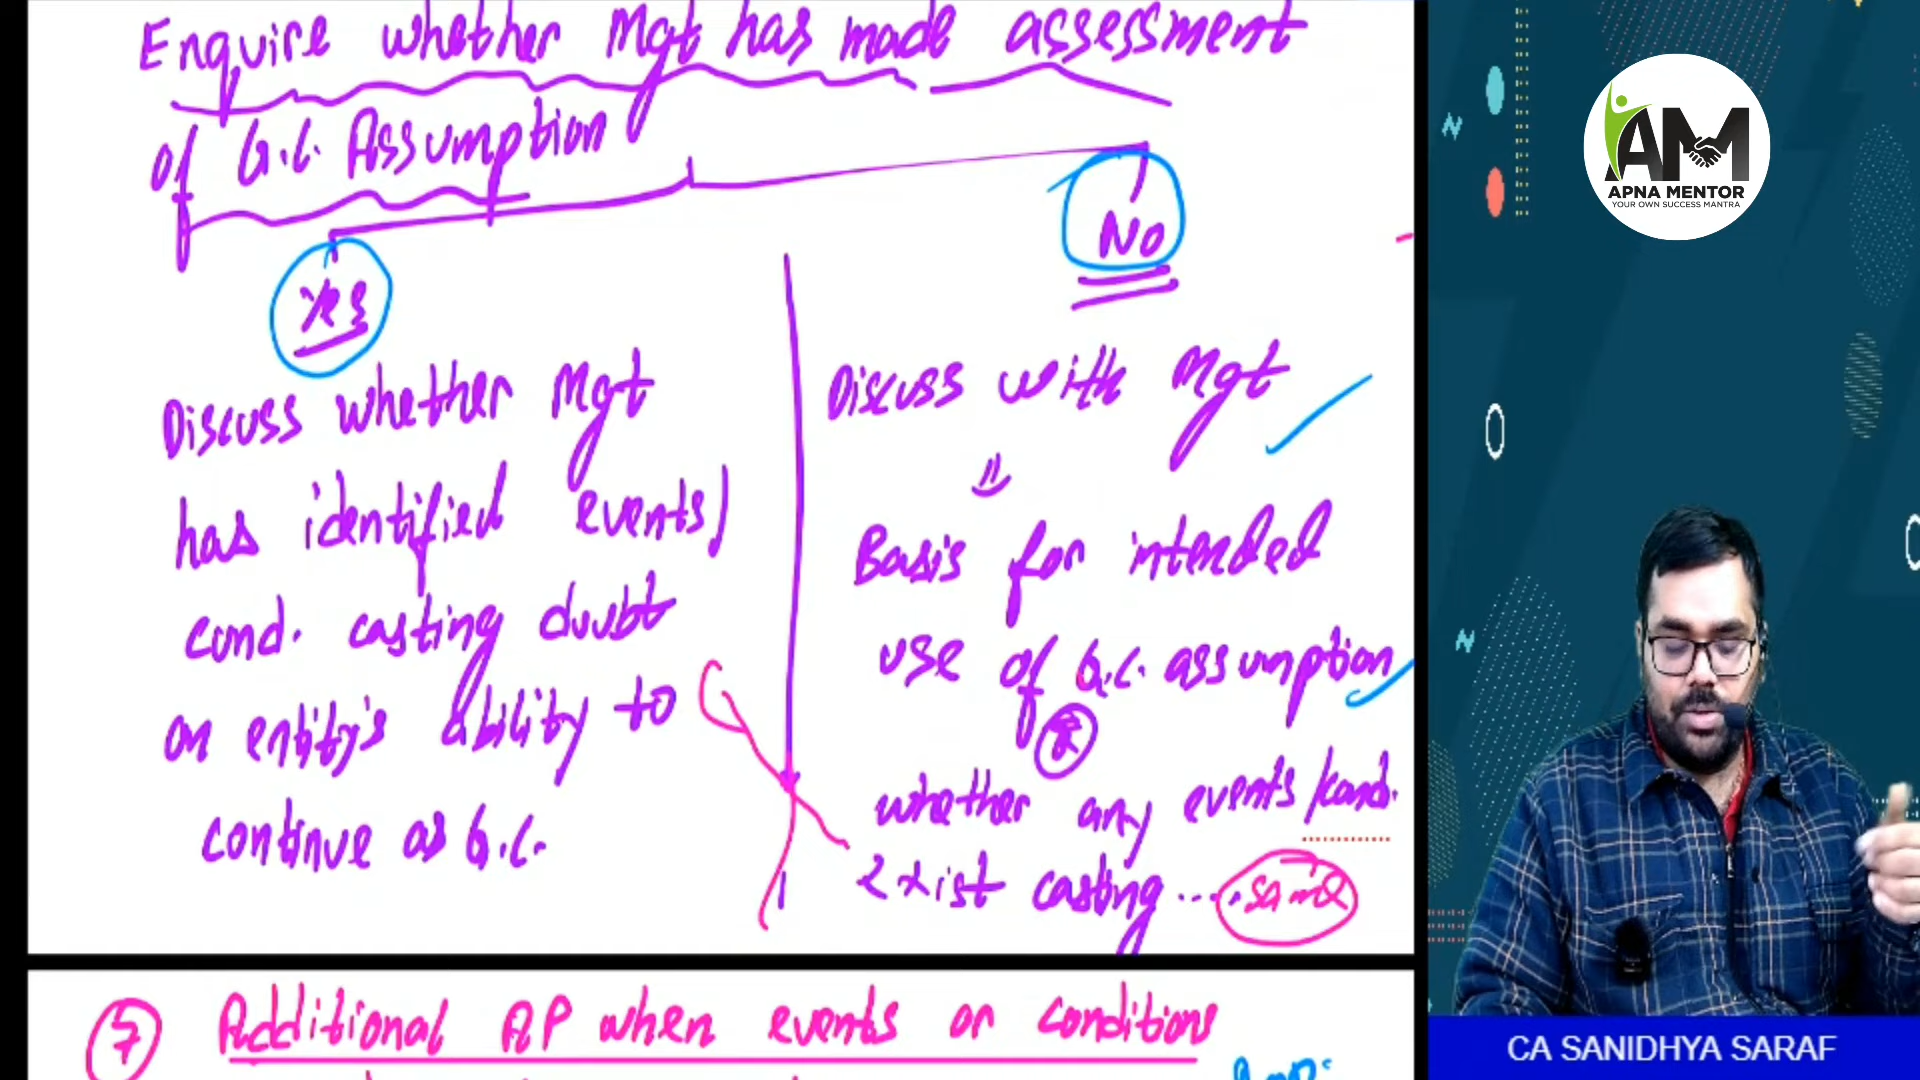 Enquire whether Mgt has made assessment
of G.C. Assumption
Yes
No
Discuss whether Mgt
has identified events/
cond. casting doubt
on entity's ability to
continue as G.C.
Discuss with Mgt
Basis for intended
use of G.C. assumption
&
whether any events/cond.
exist casting .... same
7 Additional AP when events or conditions
AM
APNA MENTOR
YOUR OWN SUCCESS MANTRA
CA SANIDHYA SARAF